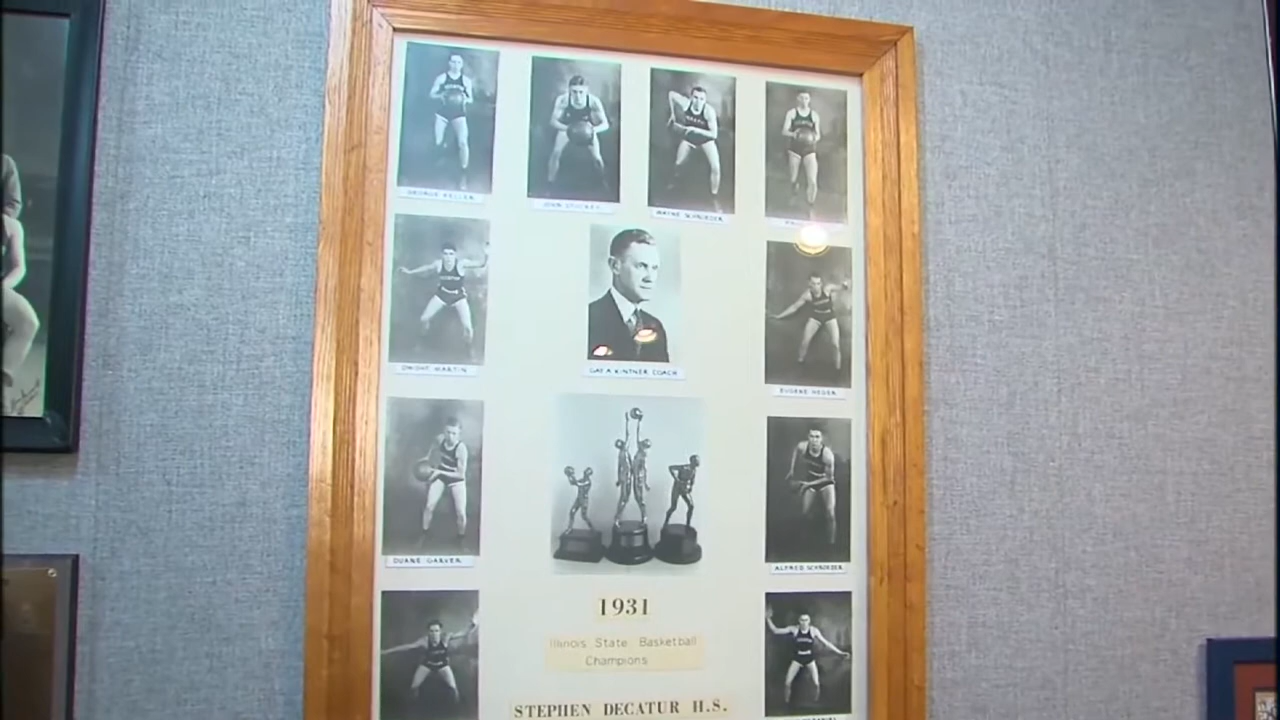 GEORGE KELLER
JOHN STUCKEY
WAYNE SCHROEDER
DWIGHT MARTIN
GAY A KINTNER COACH
EUGENE HEGER
DUANE GARVER
ALFRED SCHROEDER
1931
Illinois State Basketball
Champions
STEPHEN DECATUR H.S.